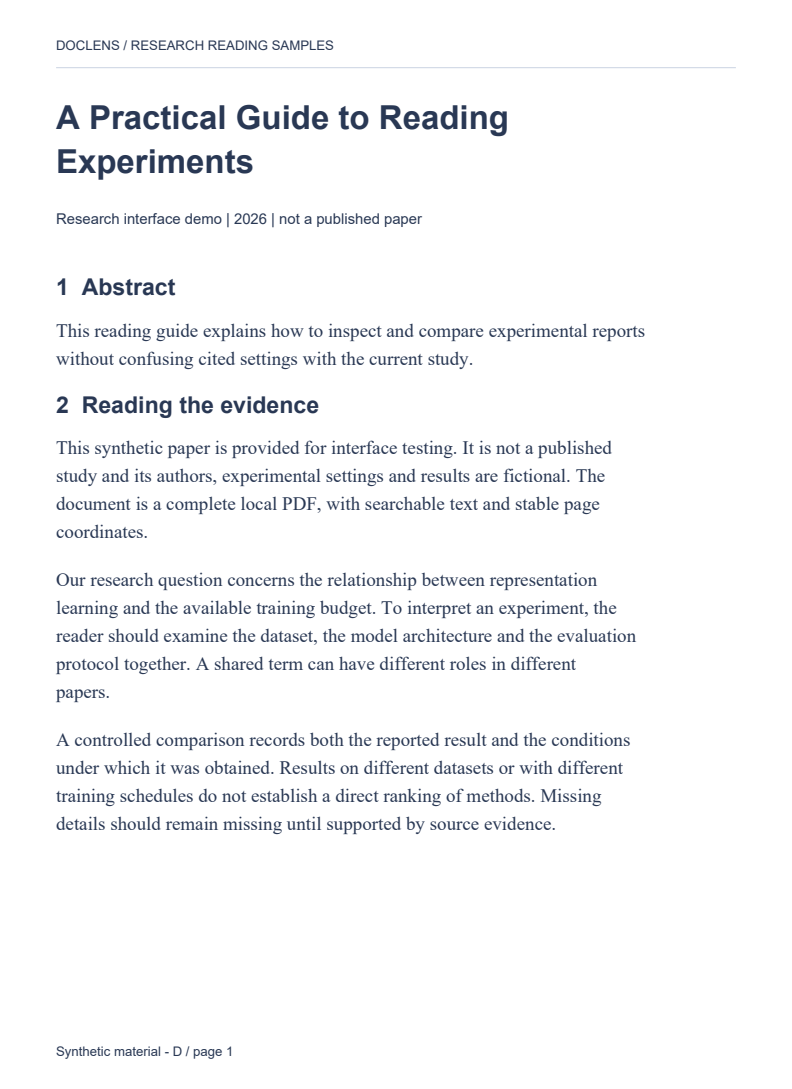 DOCLENS / RESEARCH READING SAMPLES
A Practical Guide to Reading
Experiments
Research interface demo | 2026 | not a published paper
1 Abstract
This reading guide explains how to inspect and compare experimental reports
without confusing cited settings with the current study.
2 Reading the evidence
This synthetic paper is provided for interface testing. It is not a published
study and its authors, experimental settings and results are fictional. The
document is a complete local PDF, with searchable text and stable page
coordinates.
Our research question concerns the relationship between representation
learning and the available training budget. To interpret an experiment, the
reader should examine the dataset, the model architecture and the evaluation
protocol together. A shared term can have different roles in different
papers.
A controlled comparison records both the reported result and the conditions
under which it was obtained. Results on different datasets or with different
training schedules do not establish a direct ranking of methods. Missing
details should remain missing until supported by source evidence.
Synthetic material - D / page 1